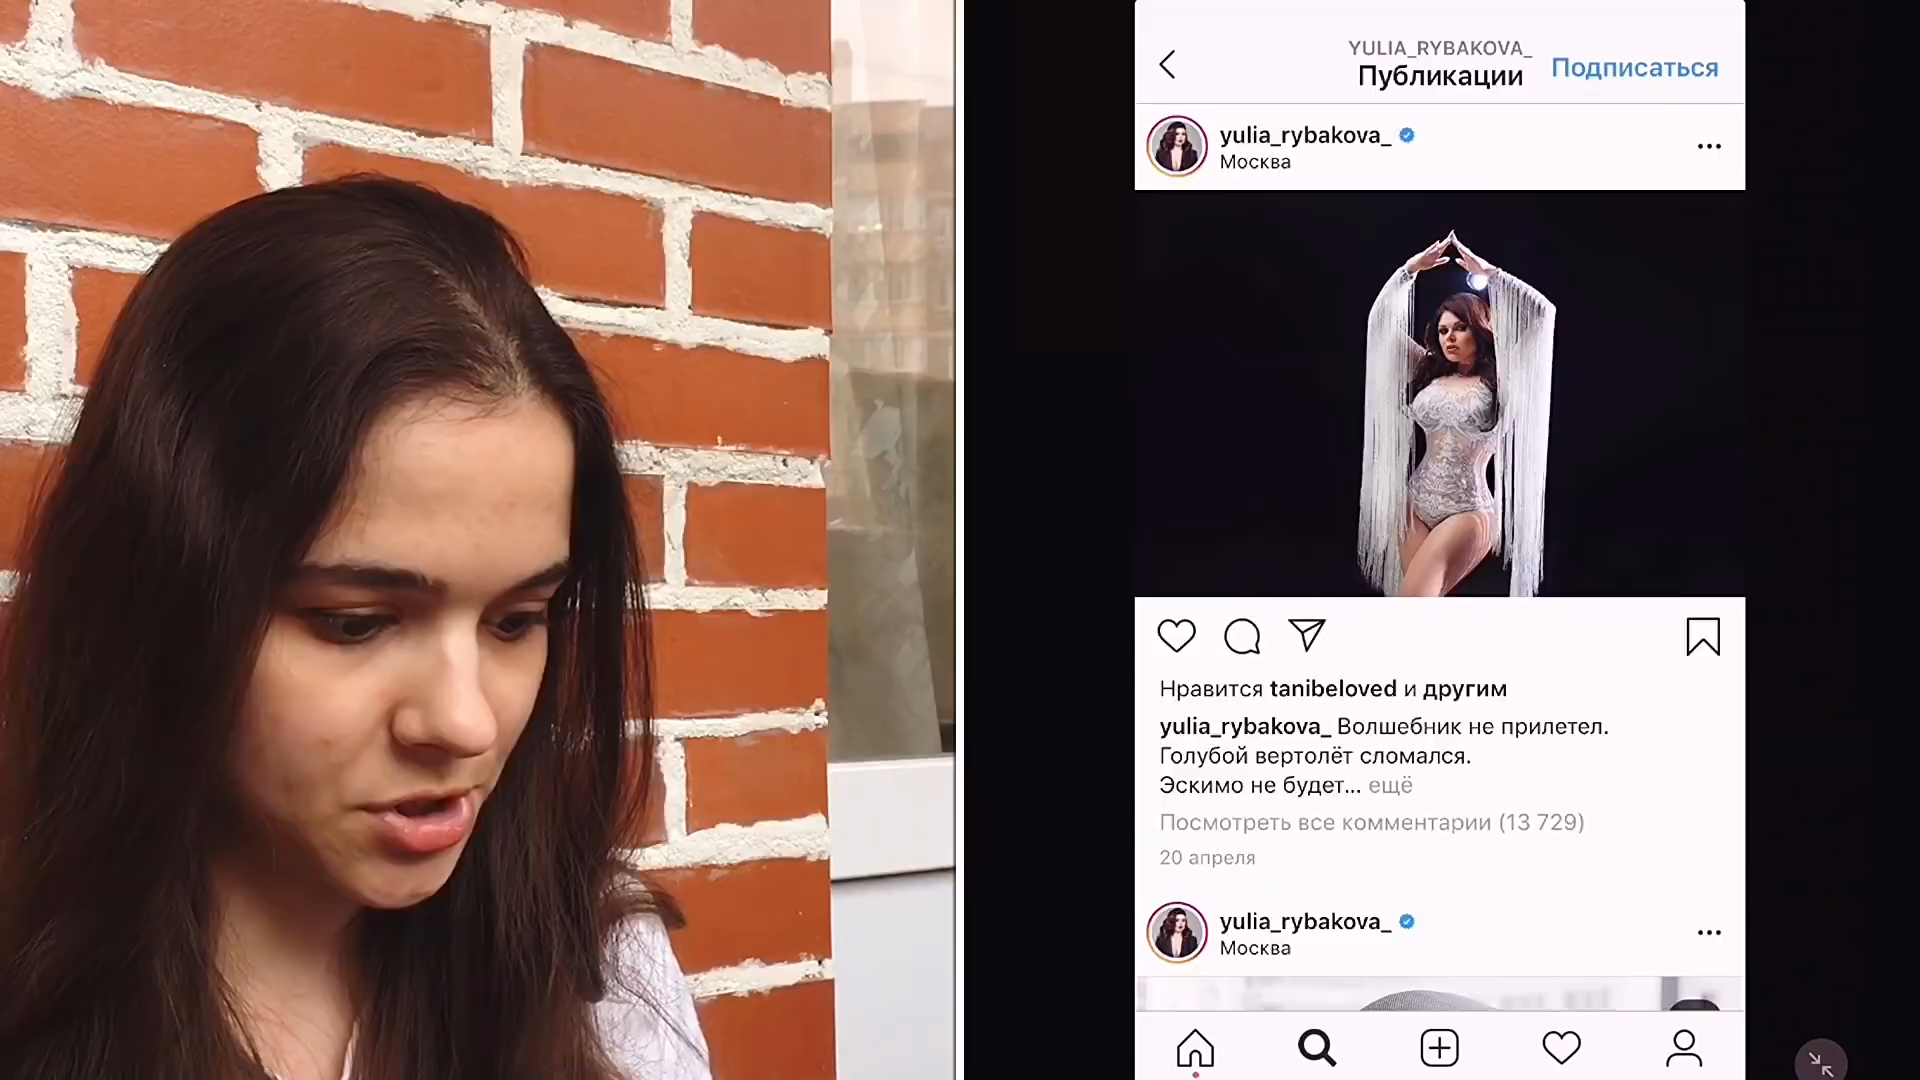 YULIA_RYBAKOVA_
Публикации
Подписаться
yulia_rybakova_
Москва
Нравится tanibeloved и другим
yulia_rybakova_ Волшебник не прилетел.
Голубой вертолёт сломался.
Эскимо не будет... ещё
Посмотреть все комментарии (13 729)
20 апреля
yulia_rybakova_
Москва